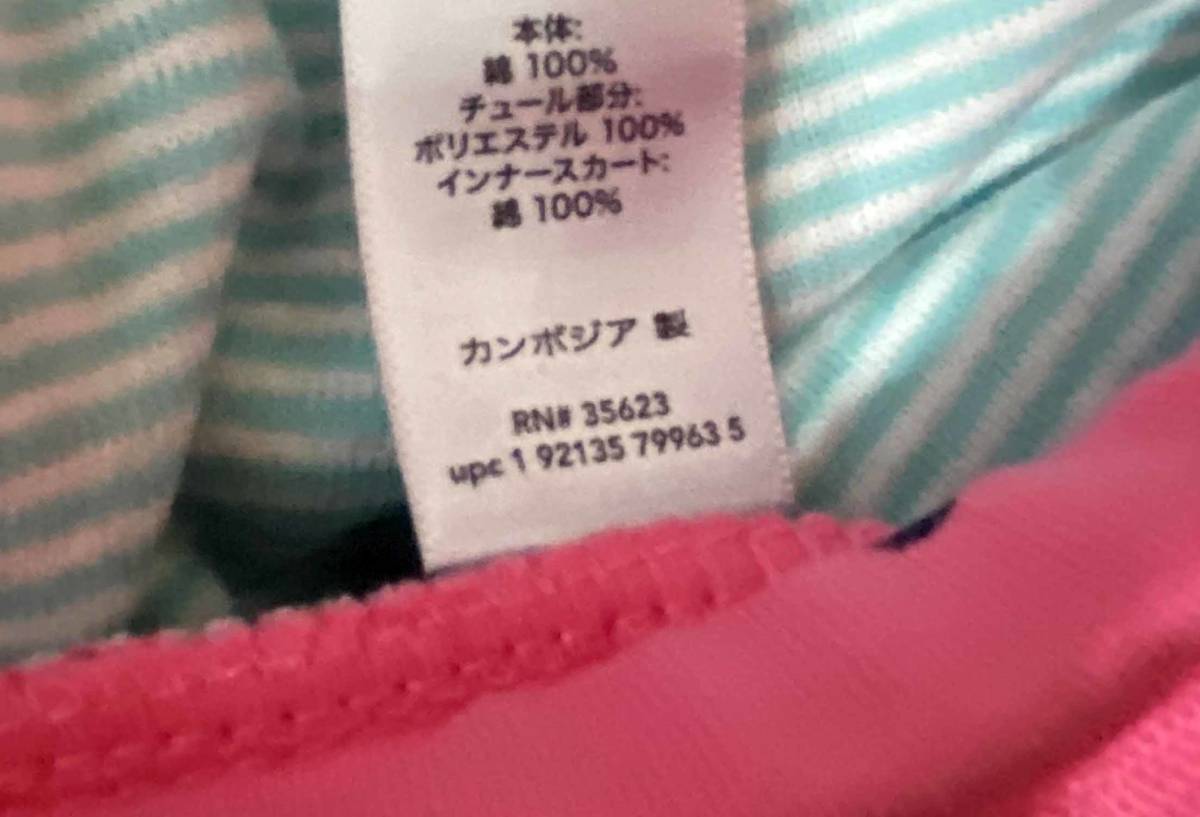 本体:
綿 100%
チュール部分:
ポリエステル 100%
インナースカート:
綿 100%
カンボジア 製
RN# 35623
upc 1 92135 79963 5